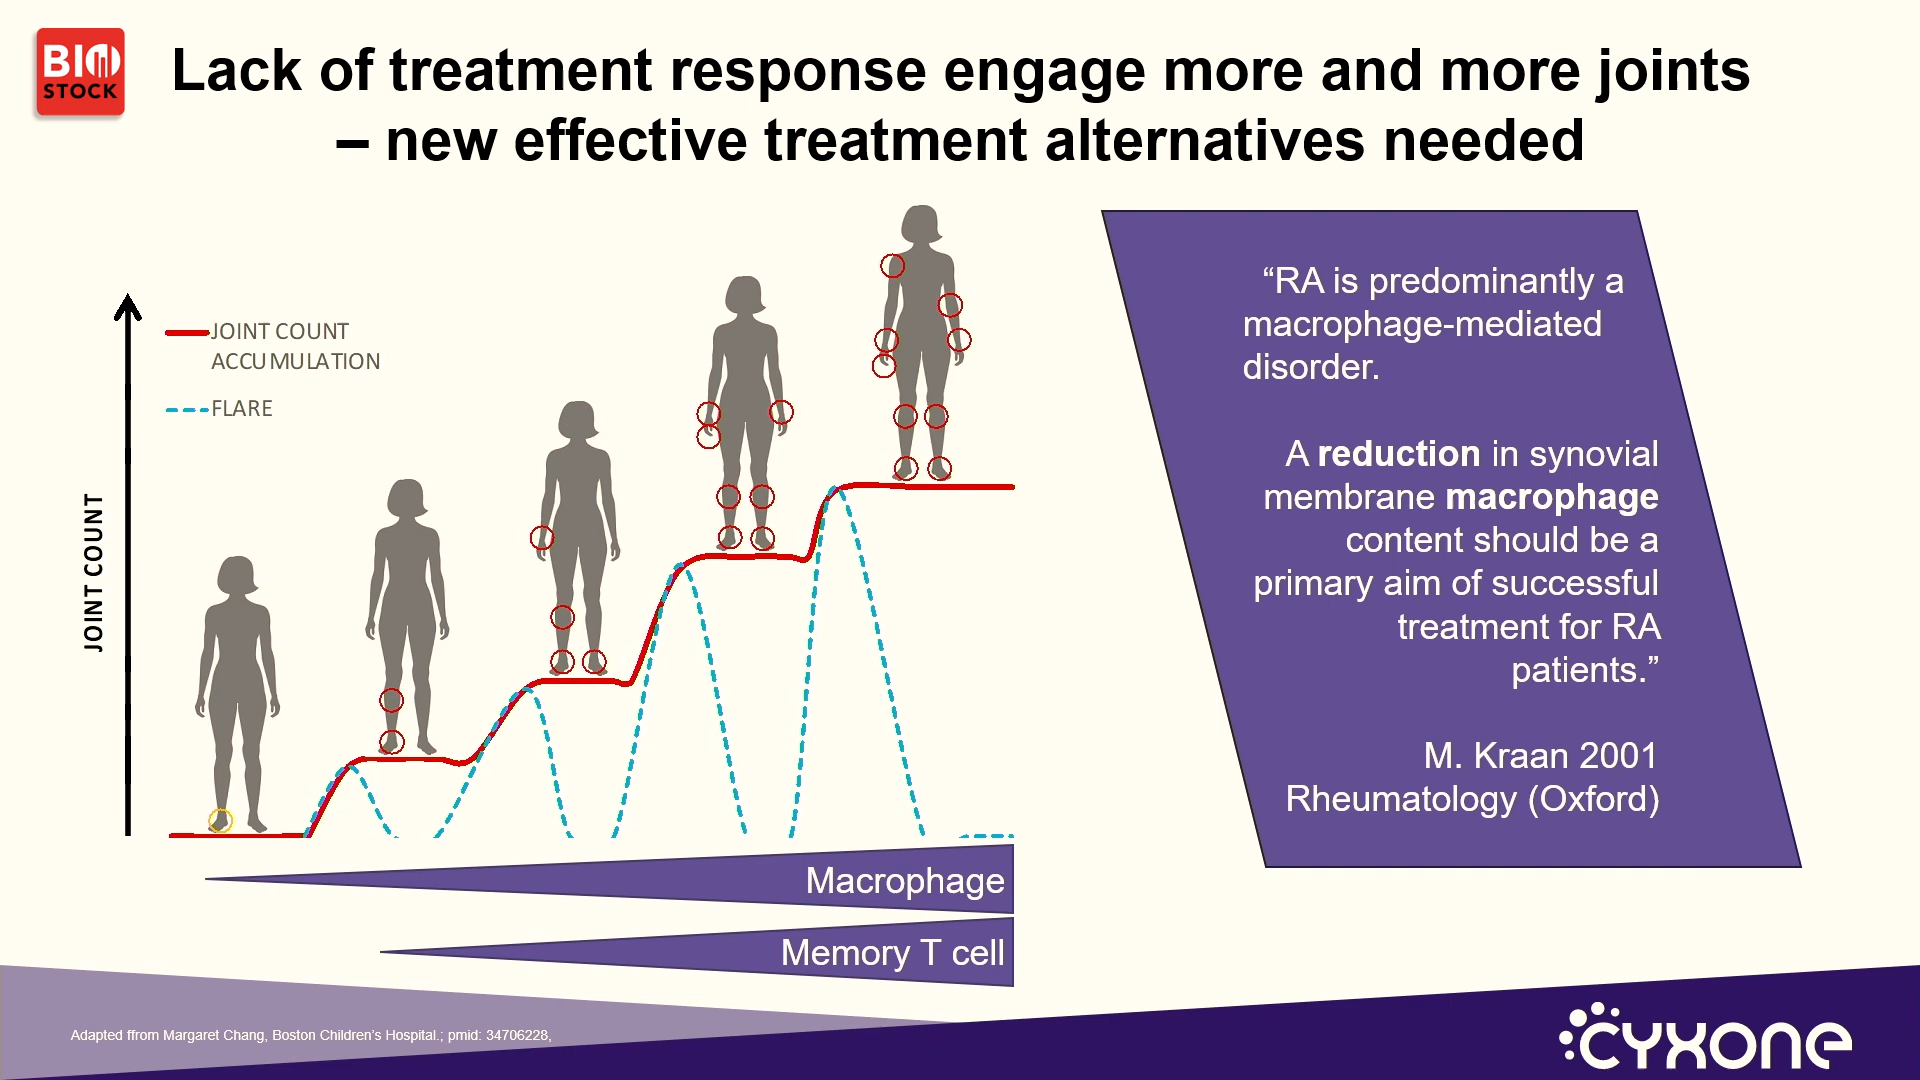 BIO
STOCK
Lack of treatment response engage more and more joints
– new effective treatment alternatives needed
JOINT COUNT
JOINT COUNT
ACCUMULATION
FLARE
Macrophage
Memory T cell
“RA is predominantly a
macrophage-mediated
disorder.
A reduction in synovial
membrane macrophage
content should be a
primary aim of successful
treatment for RA
patients.”
M. Kraan 2001
Rheumatology (Oxford)
Adapted ffrom Margaret Chang, Boston Children’s Hospital.; pmid: 34706228,
cyxone